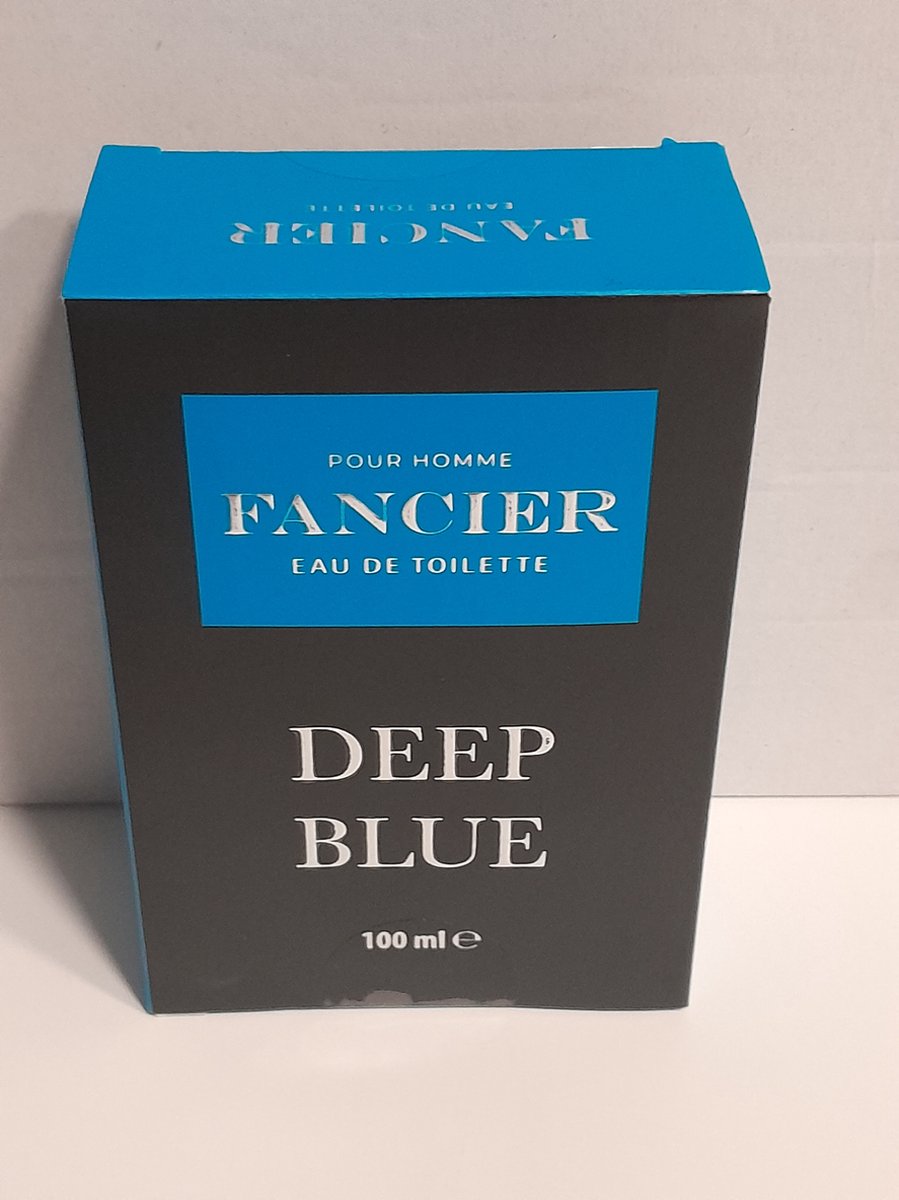 FANCIER
EAU DE TOILETTE
POUR HOMME
FANCIER
EAU DE TOILETTE
DEEP
BLUE
100 ml ℮